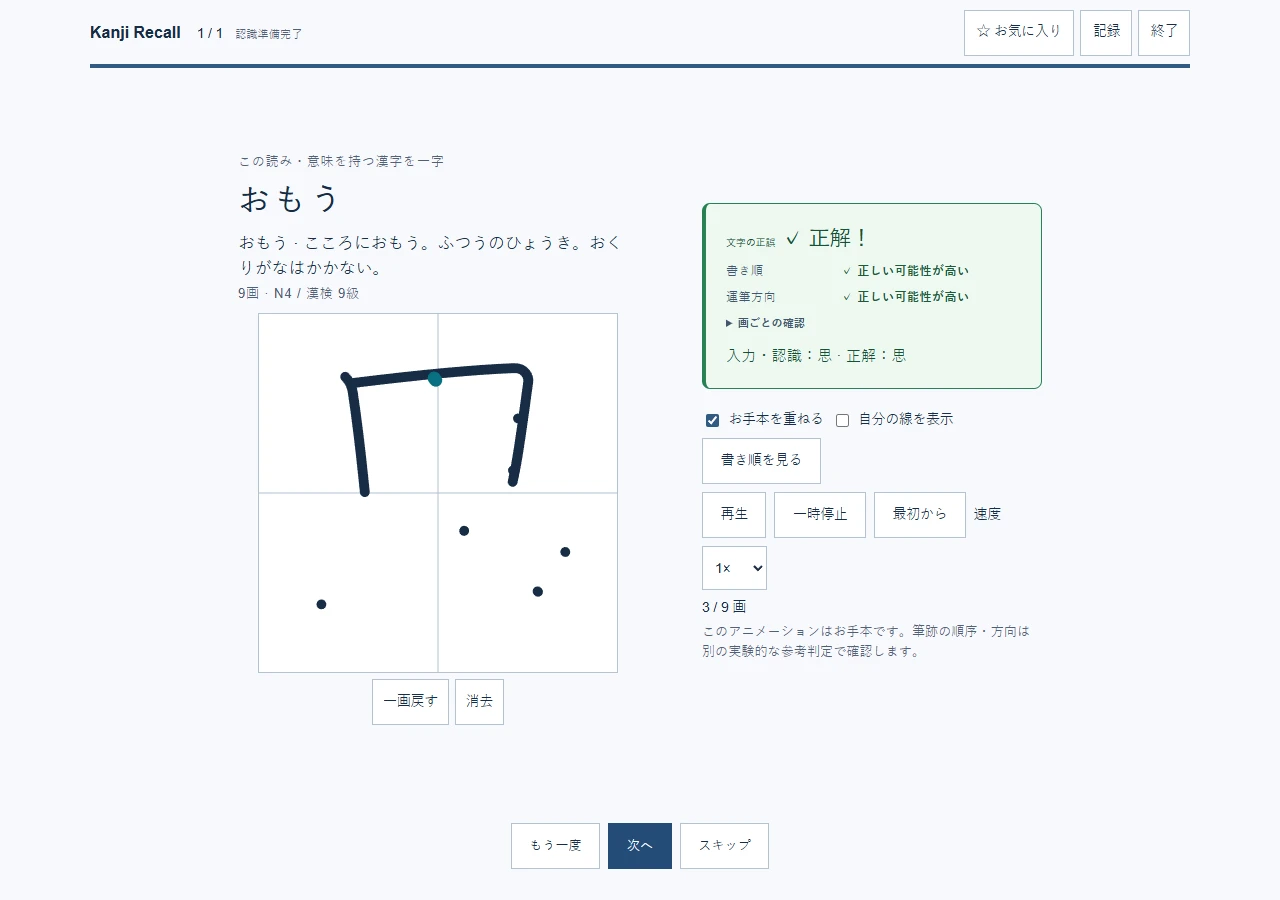 Kanji Recall 1 / 1 認識準備完了
☆ お気に入り 記録 終了
この読み・意味を持つ漢字を一字
おもう
おもう · こころにおもう。ふつうのひょうき。おく
りがなはかかない。
9画 · N4 / 漢検 9級
一画戻す 消去
文字の正誤 ✓ 正解！
書き順 ✓ 正しい可能性が高い
運筆方向 ✓ 正しい可能性が高い
▶ 画ごとの確認
入力・認識：思 · 正解：思
お手本を重ねる 自分の線を表示
書き順を見る
再生 一時停止 最初から 速度
1×
3 / 9 画
このアニメーションはお手本です。筆跡の順序・方向は
別の実験的な参考判定で確認します。
もう一度 次へ スキップ